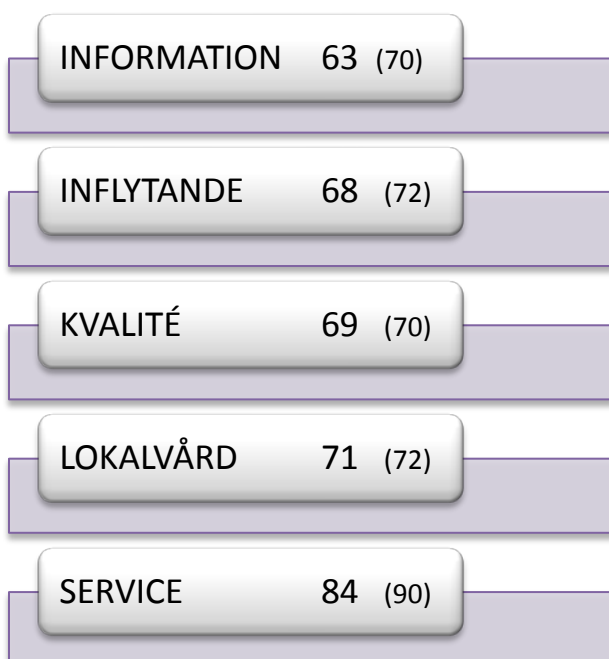 INFORMATION 63 (70)
INFLYTANDE 68 (72)
KVALITÉ 69 (70)
LOKALVÅRD 71 (72)
SERVICE 84 (90)